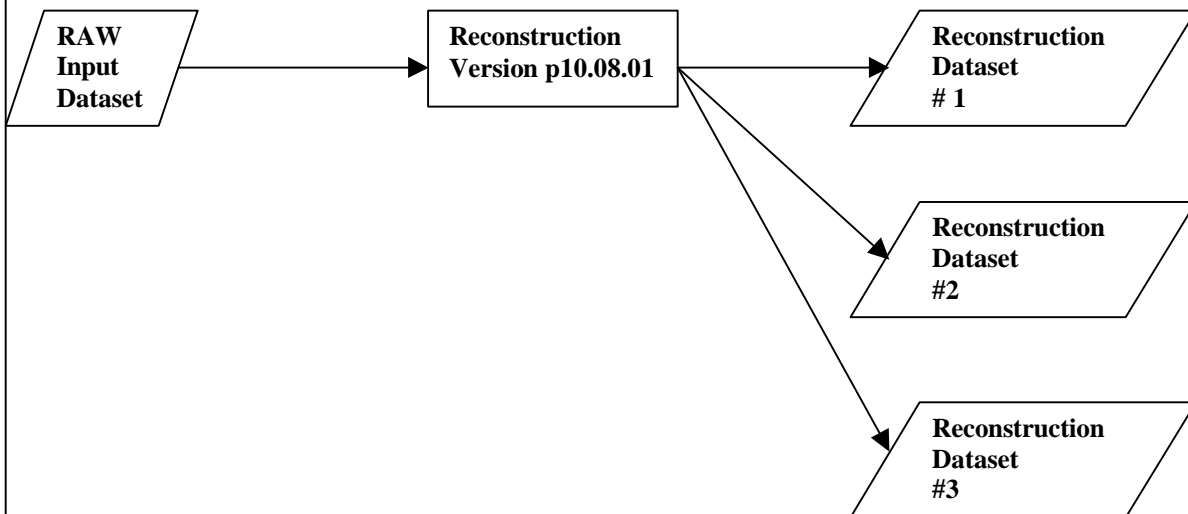 RAW
Input
Dataset
Reconstruction
Version p10.08.01
Reconstruction
Dataset
# 1
Reconstruction
Dataset
#2
Reconstruction
Dataset
#3